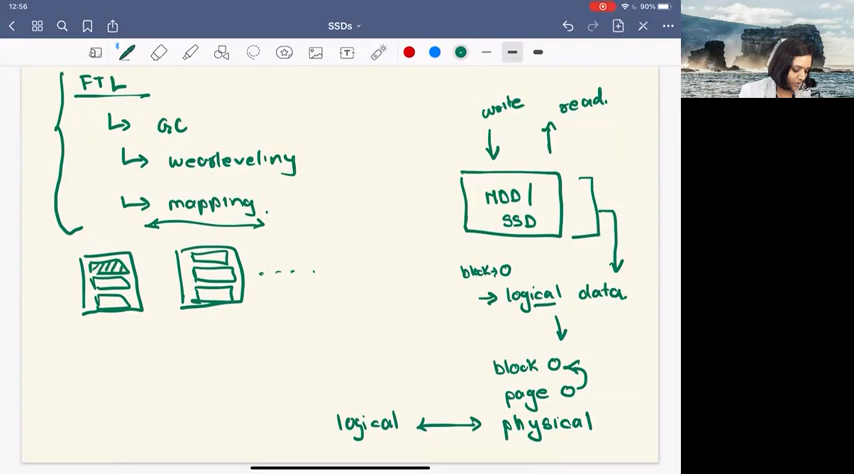 12:56
90%
SSDs
FTL
↳ GC
↳ wearleveling
↳ mapping.
write read.
HDD/
SSD
block→0
→ logical data
block 0
page 0
logical ↔ physical